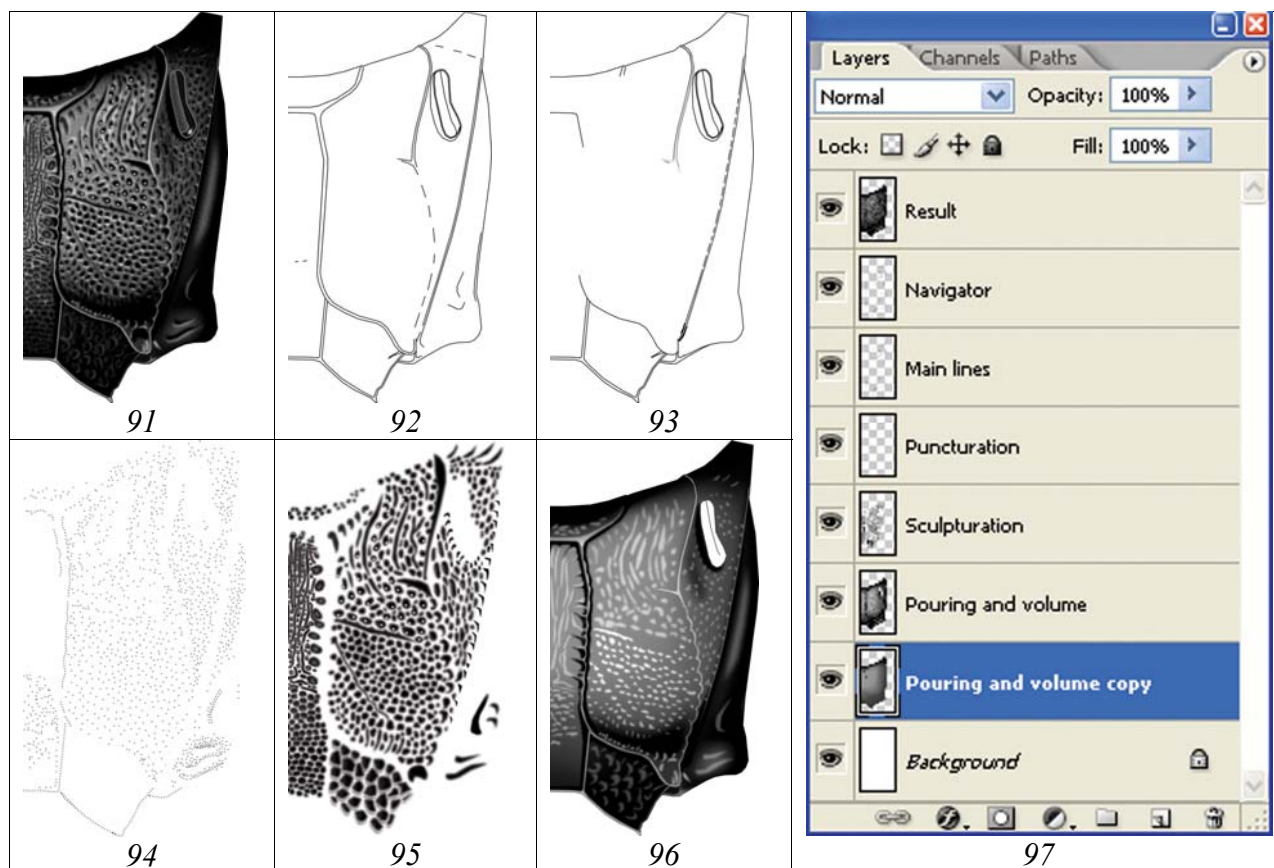 91
92
93
94
95
96
Layers
Channels
Paths
Normal
Opacity: 100%
Lock:
Fill: 100%
Result
Navigator
Main lines
Puncturation
Sculpturation
Pouring and volume
Pouring and volume copy
Background
97